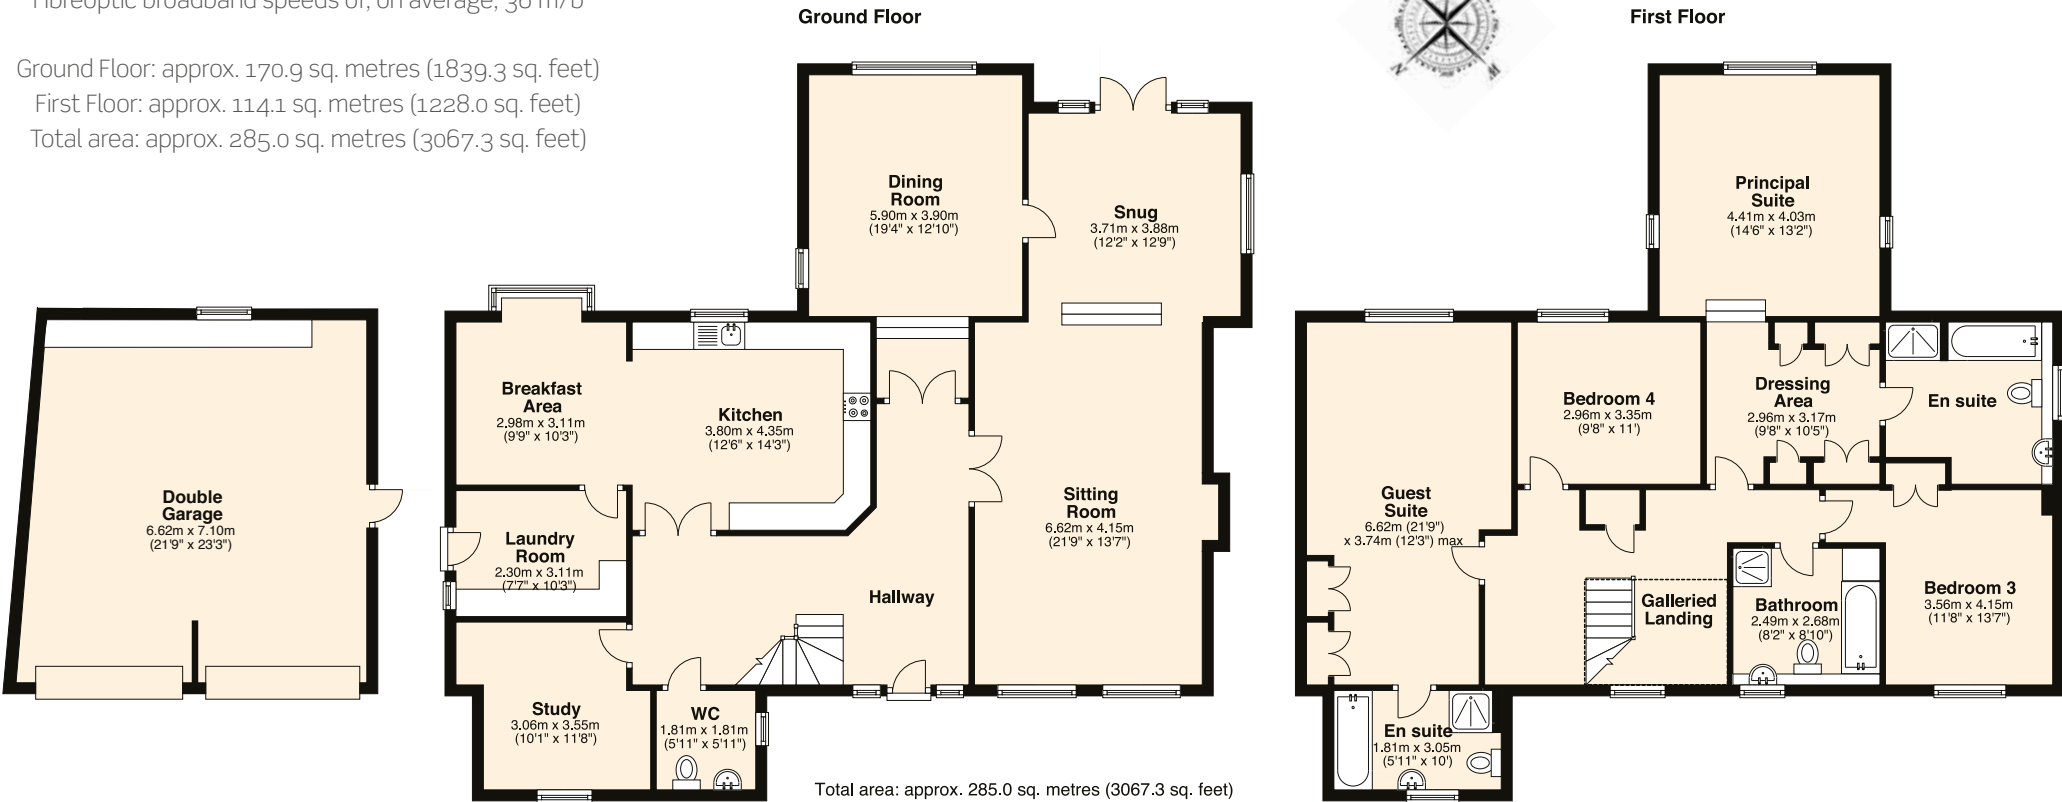 Fibreoptic broadband speeds of, on average, 36 m/b
Ground Floor: approx. 170.9 sq. metres (1839.3 sq. feet)
First Floor: approx. 114.1 sq. metres (1228.0 sq. feet)
Total area: approx. 285.0 sq. metres (3067.3 sq. feet)
Ground Floor
Dining
Room
5.90m x 3.90m
(19'4" x 12'10")
Snug
3.71m x 3.88m
(12'2" x 12'9")
Breakfast
Area
2.98m x 3.11m
(9'9" x 10'3")
Kitchen
3.80m x 4.35m
(12'6" x 14'3")
Double
Garage
6.62m x 7.10m
(21'9" x 23'3")
Laundry
Room
2.30m x 3.11m
(7'7" x 10'3")
Sitting
Room
6.62m x 4.15m
(21'9" x 13'7")
Hallway
Study
3.06m x 3.55m
(10'1" x 11'8")
WC
1.81m x 1.81m
(5'11" x 5'11")
Total area: approx. 285.0 sq. metres (3067.3 sq. feet)
N
First Floor
Principal
Suite
4.41m x 4.03m
(14'6" x 13'2")
Bedroom 4
2.96m x 3.35m
(9'8" x 11')
Dressing
Area
2.96m x 3.17m
(9'8" x 10'5")
En suite
Guest
Suite
6.62m (21'9")
x 3.74m (12'3") max
Galleried
Landing
Bathroom
2.49m x 2.68m
(8'2" x 8'10")
Bedroom 3
3.56m x 4.15m
(11'8" x 13'7")
En suite
1.81m x 3.05m
(5'11" x 10')